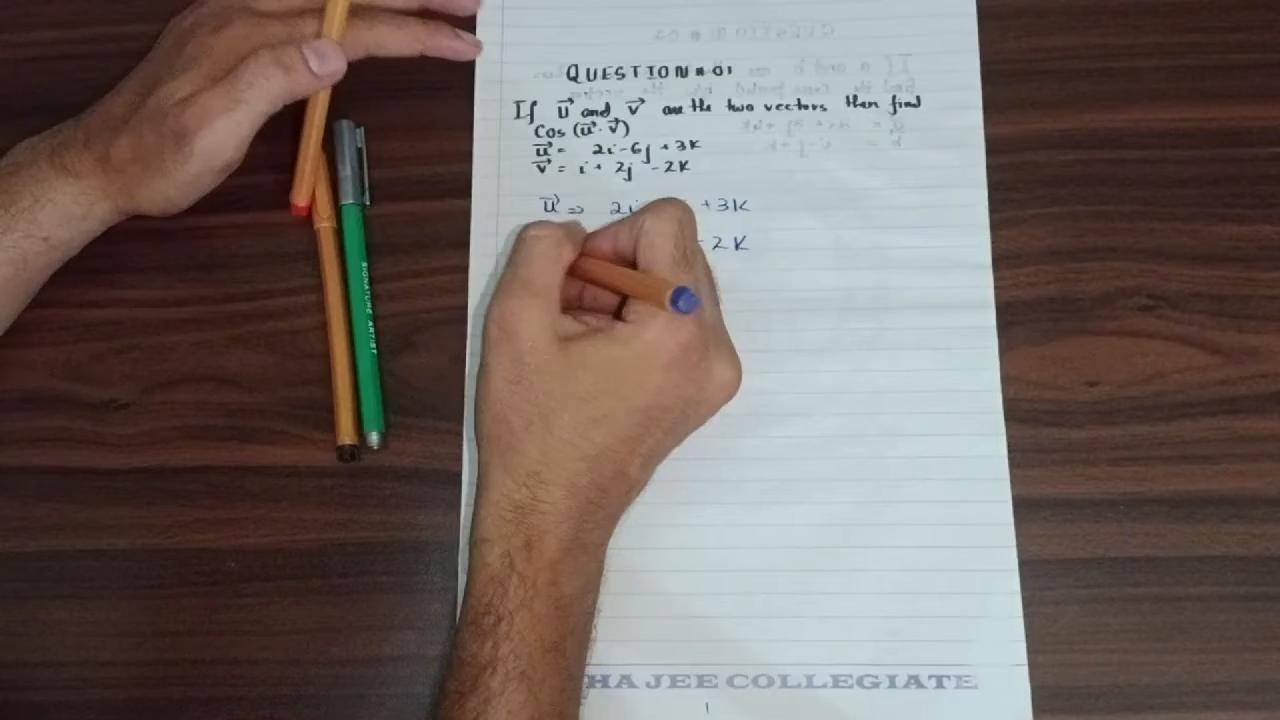 QUESTION # 01
If u⃗ and v⃗ are the two vectors then find
Cos (u⃗ · v⃗)
u⃗ = 2i - 6j + 3K
v⃗ = i + 2j - 2K
u⃗ ⇒ 2i +3K
- 2K
SIGNATURE ARTIST
HA JEE COLLEGIATE
1